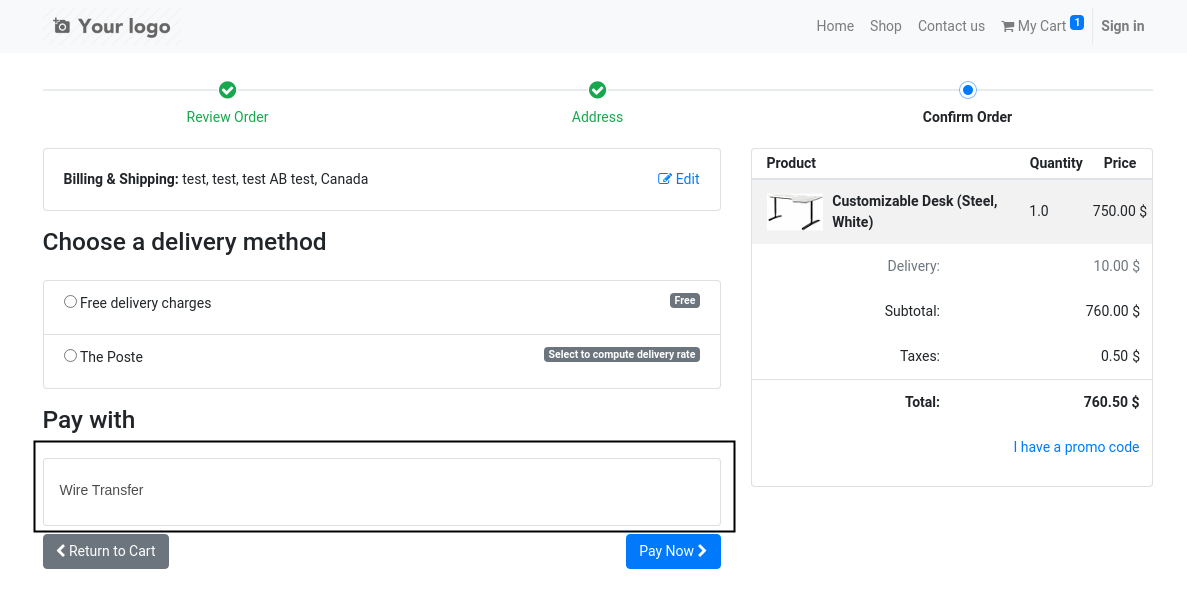 Your logo
Home Shop Contact us My Cart 1 Sign in
Review Order Address Confirm Order
Billing & Shipping: test, test, test AB test, Canada Edit
Choose a delivery method
Free delivery charges Free
The Poste Select to compute delivery rate
Pay with
Wire Transfer
Return to Cart Pay Now
Product Quantity Price
Customizable Desk (Steel, White) 1.0 750.00 $
Delivery: 10.00 $
Subtotal: 760.00 $
Taxes: 0.50 $
Total: 760.50 $
I have a promo code